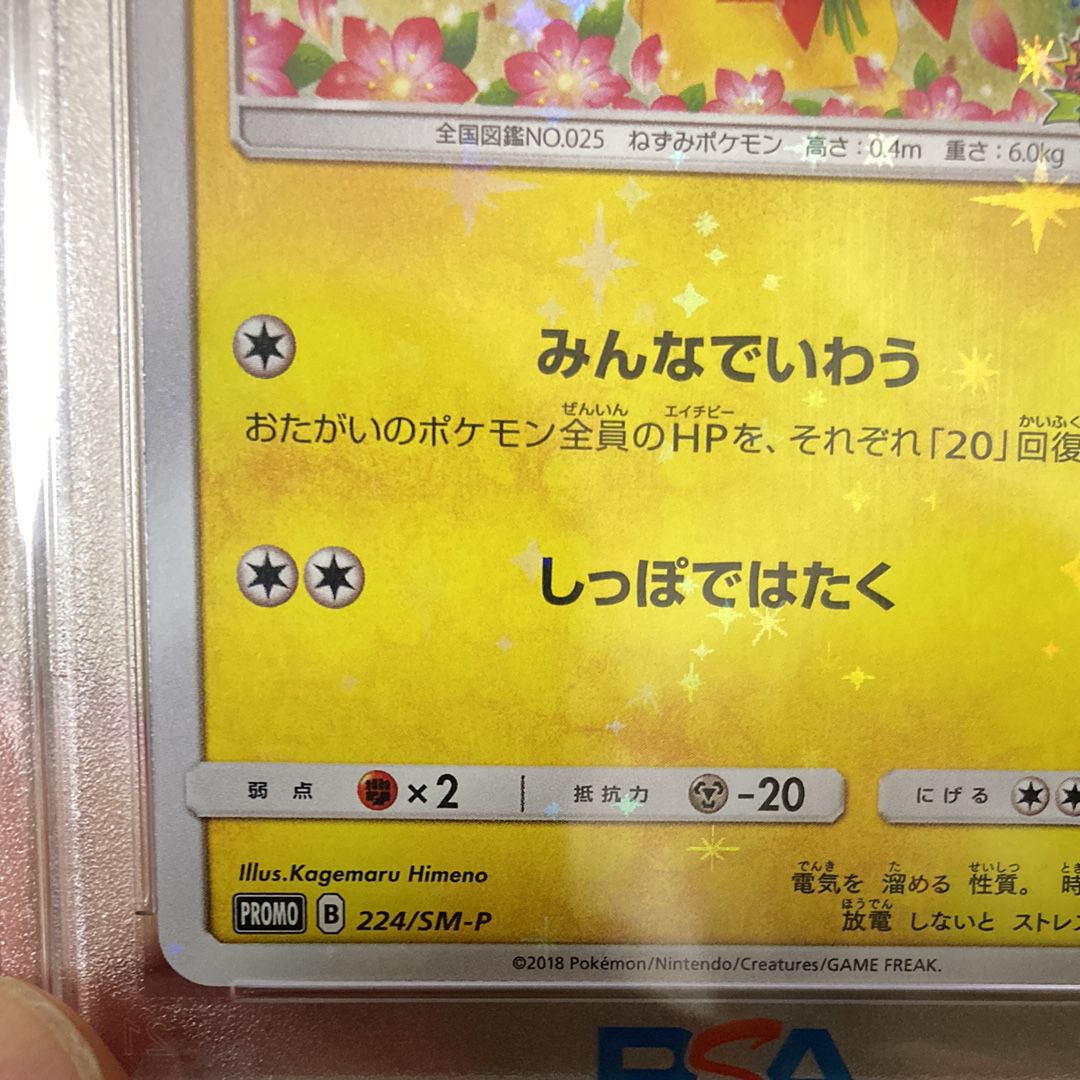 全国図鑑NO.025 ねずみポケモン 高さ:0.4m 重さ:6.0kg
みんなでいわう
ぜんいん エイチピー かいふく
おたがいのポケモン全員のHPを、それぞれ「20」回復
しっぽではたく
弱点 ×2 抵抗力 -20 にげる
Illus.Kagemaru Himeno
でんき た せいしつ とき
電気を 溜める 性質。 時
PROMO B 224/SM-P
ほうでん
放電 しないと ストレス
©2018 Pokémon/Nintendo/Creatures/GAME FREAK.
PSA